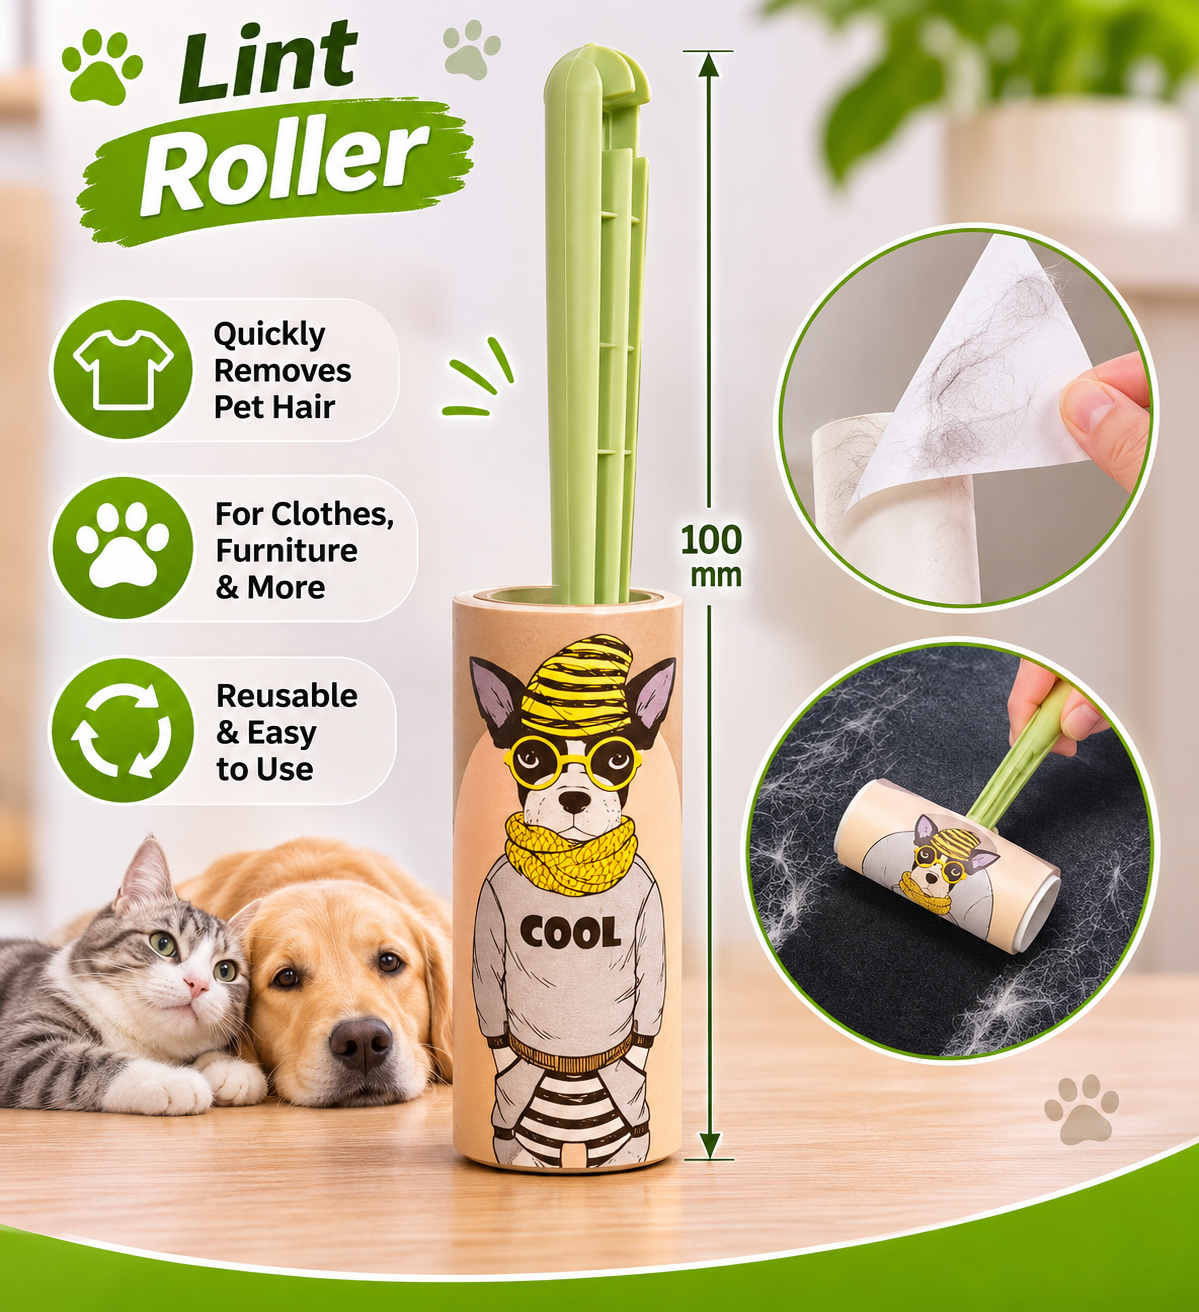 Lint
Roller
Quickly
Removes
Pet Hair
For Clothes,
Furniture
& More
Reusable
& Easy
to Use
100
mm
COOL